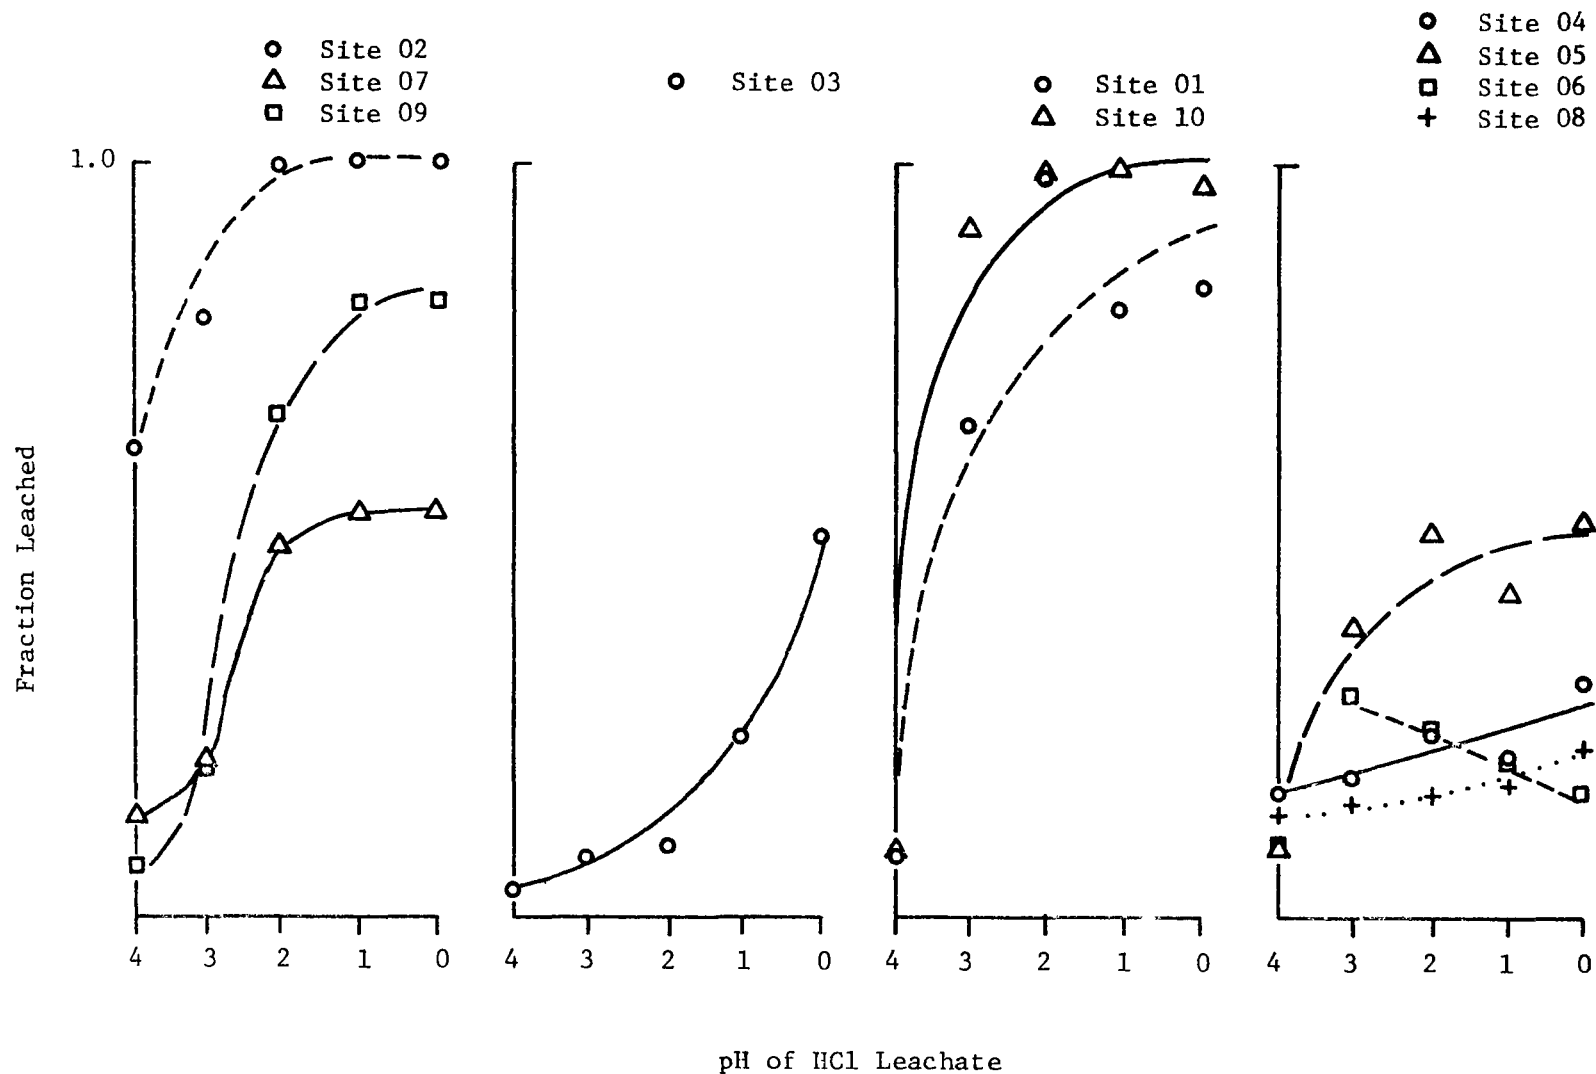 Site 02
Site 07
Site 09
Site 03
Site 01
Site 10
Site 04
Site 05
Site 06
Site 08
1.0
Fraction Leached
4 3 2 1 0
4 3 2 1 0
4 3 2 1 0
4 3 2 1 0
pH of HCl Leachate